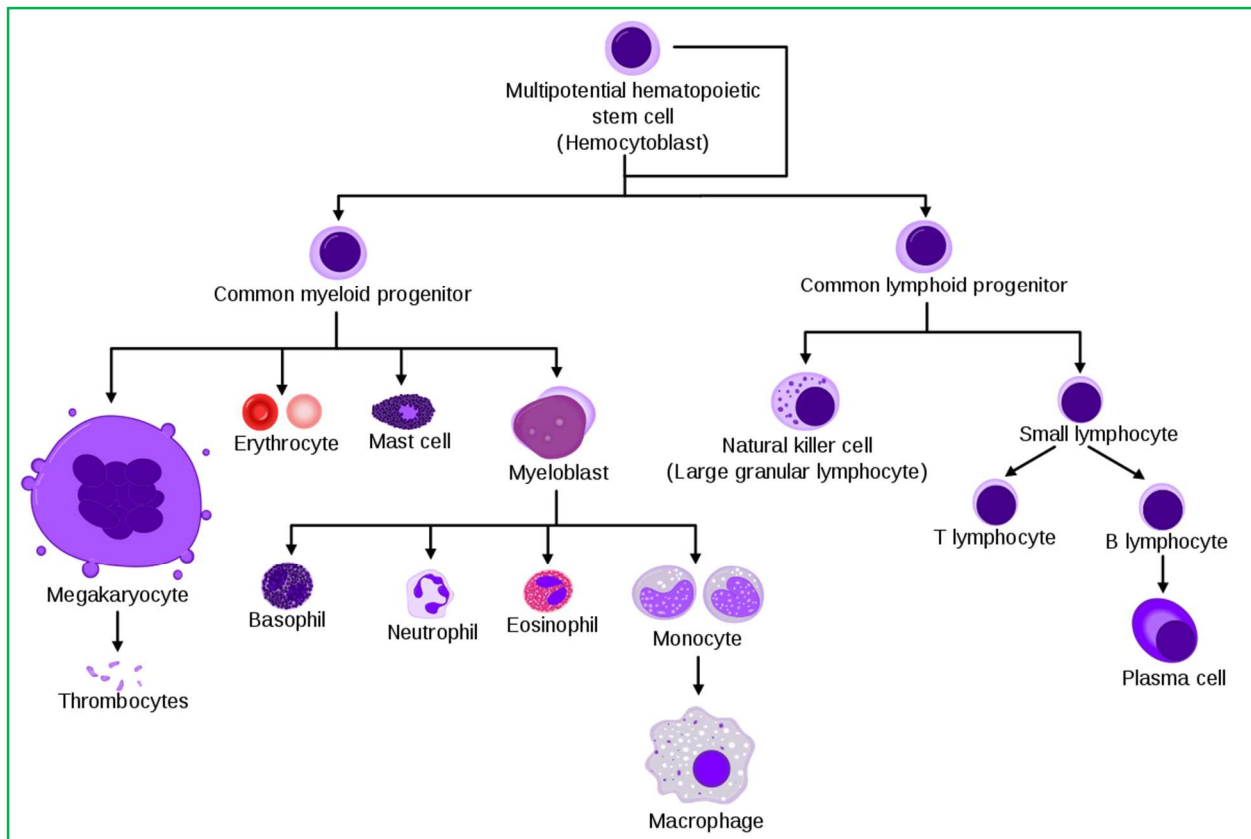 Multipotential hematopoietic
stem cell
(Hemocytoblast)
Common myeloid progenitor
Common lymphoid progenitor
Erythrocyte
Mast cell
Myeloblast
Natural killer cell
(Large granular lymphocyte)
Small lymphocyte
T lymphocyte
B lymphocyte
Megakaryocyte
Basophil
Neutrophil
Eosinophil
Monocyte
Plasma cell
Thrombocytes
Macrophage